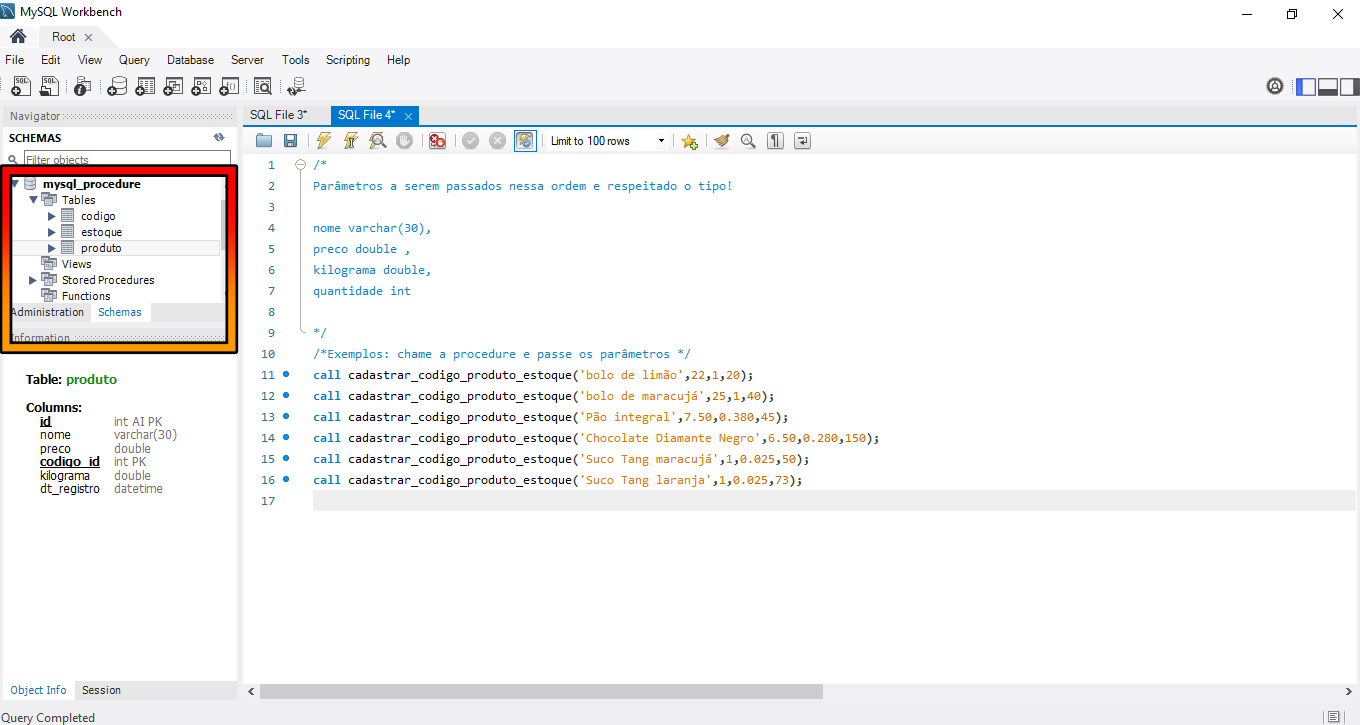 MySQL Workbench
Root
File Edit View Query Database Server Tools Scripting Help
Navigator
SCHEMAS
Filter objects
mysql_procedure
Tables
codigo
estoque
produto
Views
Stored Procedures
Functions
Administration Schemas
Information
Table: produto
Columns:
id int AI PK
nome varchar(30)
preco double
codigo_id int PK
kilograma double
dt_registro datetime
Object Info Session
SQL File 3* SQL File 4*
Limit to 100 rows
1 /*
2 Parâmetros a serem passados nessa ordem e respeitado o tipo!
3
4 nome varchar(30),
5 preco double ,
6 kilograma double,
7 quantidade int
8
9 */
10 /*Exemplos: chame a procedure e passe os parâmetros */
11 call cadastrar_codigo_produto_estoque('bolo de limão',22,1,20);
12 call cadastrar_codigo_produto_estoque('bolo de maracujá',25,1,40);
13 call cadastrar_codigo_produto_estoque('Pão integral',7.50,0.380,45);
14 call cadastrar_codigo_produto_estoque('Chocolate Diamante Negro',6.50,0.280,150);
15 call cadastrar_codigo_produto_estoque('Suco Tang maracujá',1,0.025,50);
16 call cadastrar_codigo_produto_estoque('Suco Tang laranja',1,0.025,73);
17
Query Completed